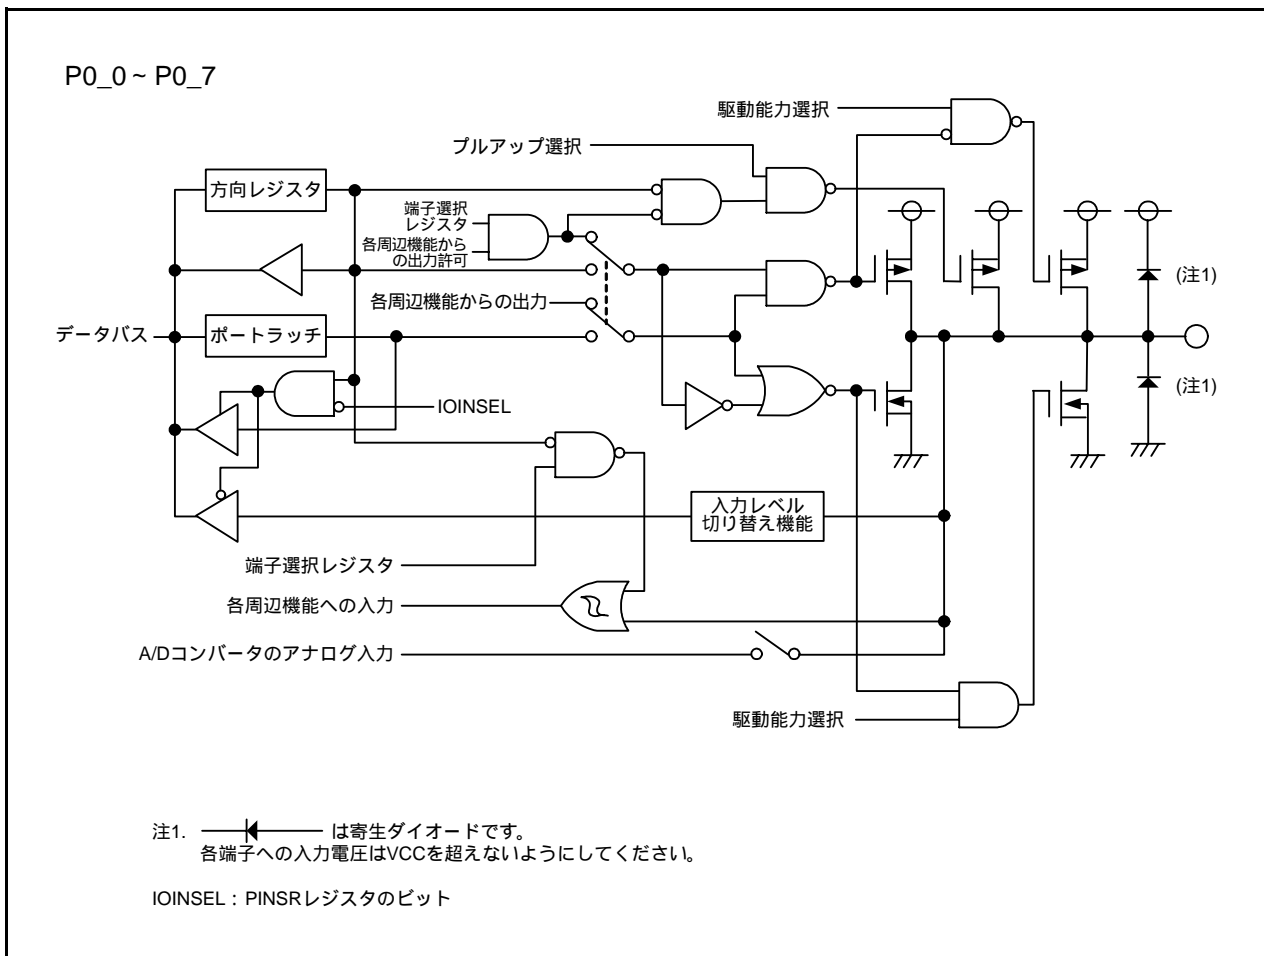 P0_0 ~ P0_7
駆動能力選択
プルアップ選択
方向レジスタ
端子選択
レジスタ
各周辺機能から
の出力許可
各周辺機能からの出力
(注1)
データバス
ポートラッチ
(注1)
IOINSEL
入力レベル
切り替え機能
端子選択レジスタ
各周辺機能への入力
A/Dコンバータのアナログ入力
駆動能力選択
注1. は寄生ダイオードです。
各端子への入力電圧はVCCを超えないようにしてください。
IOINSEL : PINSRレジスタのビット